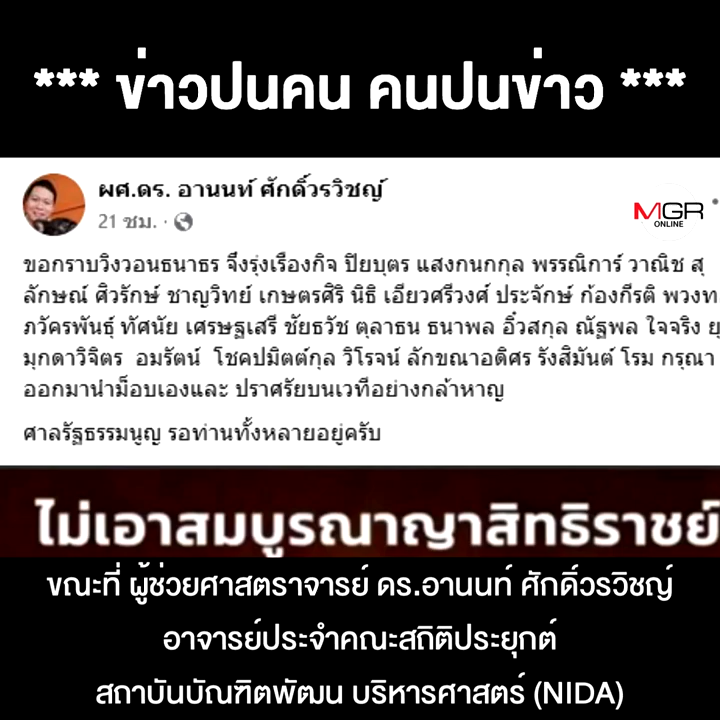 *** ข่าวปนคน คนปนข่าว ***
ผศ.ดร. อานนท์ ศักดิ์วรวิชญ์
21 ชม. ·
MGR
ONLINE
ขอกราบวิงวอนธนาธร จึงรุ่งเรืองกิจ ปิยบุตร แสงกนกกุล พรรณิการ์ วาณิช สุ
ลักษณ์ ศิวรักษ์ ชาญวิทย์ เกษตรศิริ นิธิ เอียวศรีวงศ์ ประจักษ์ ก้องกีรติ พวงท
ภวัครพันธุ์ ทัศนัย เศรษฐเสรี ชัยธวัช ตุลาธน ธนาพล อิ๋วสกุล ณัฐพล ใจจริง
มุกดาวิจิตร อมรัตน์ โชคปมิตต์กุล วิโรจน์ ลักขณาอดิศร รังสิมันต์ โรม กรุณา
ออกมานำม็อบเองและ ปราศรัยบนเวทีอย่างกล้าหาญ
ศาลรัฐธรรมนูญ รอท่านทั้งหลายอยู่ครับ
ไม่เอาสมบูรณาญาสิทธิราชย์
ขณะที่ ผู้ช่วยศาสตราจารย์ ดร.อานนท์ ศักดิ์วรวิชญ์
อาจารย์ประจำคณะสถิติประยุกต์
สถาบันบัณฑิตพัฒน บริหารศาสตร์ (NIDA)